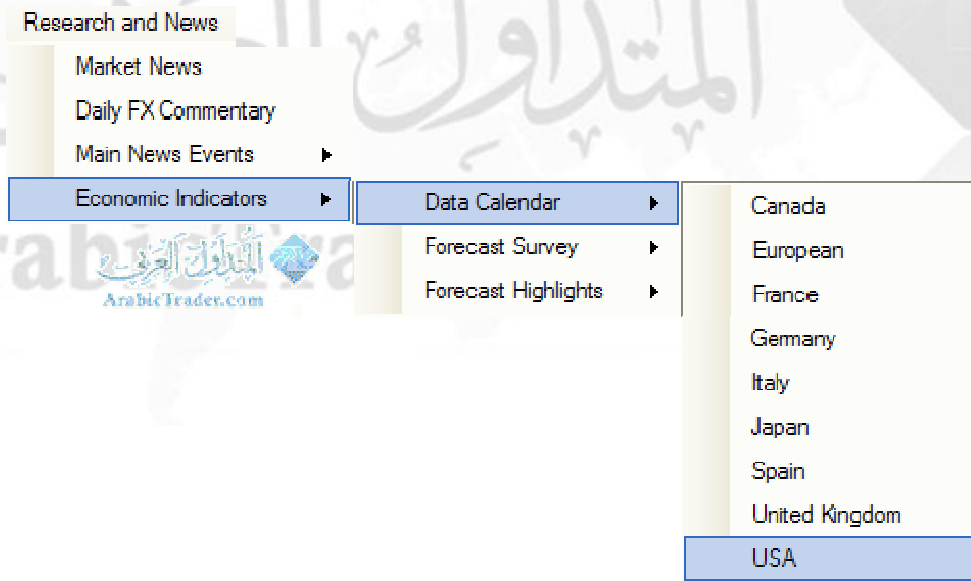 Research and News
Market News
Daily FX Commentary
Main News Events
Economic Indicators
Data Calendar
Forecast Survey
Forecast Highlights
Canada
European
France
Germany
Italy
Japan
Spain
United Kingdom
USA
المتداول العربي
ArabicTrader.com
المتداول